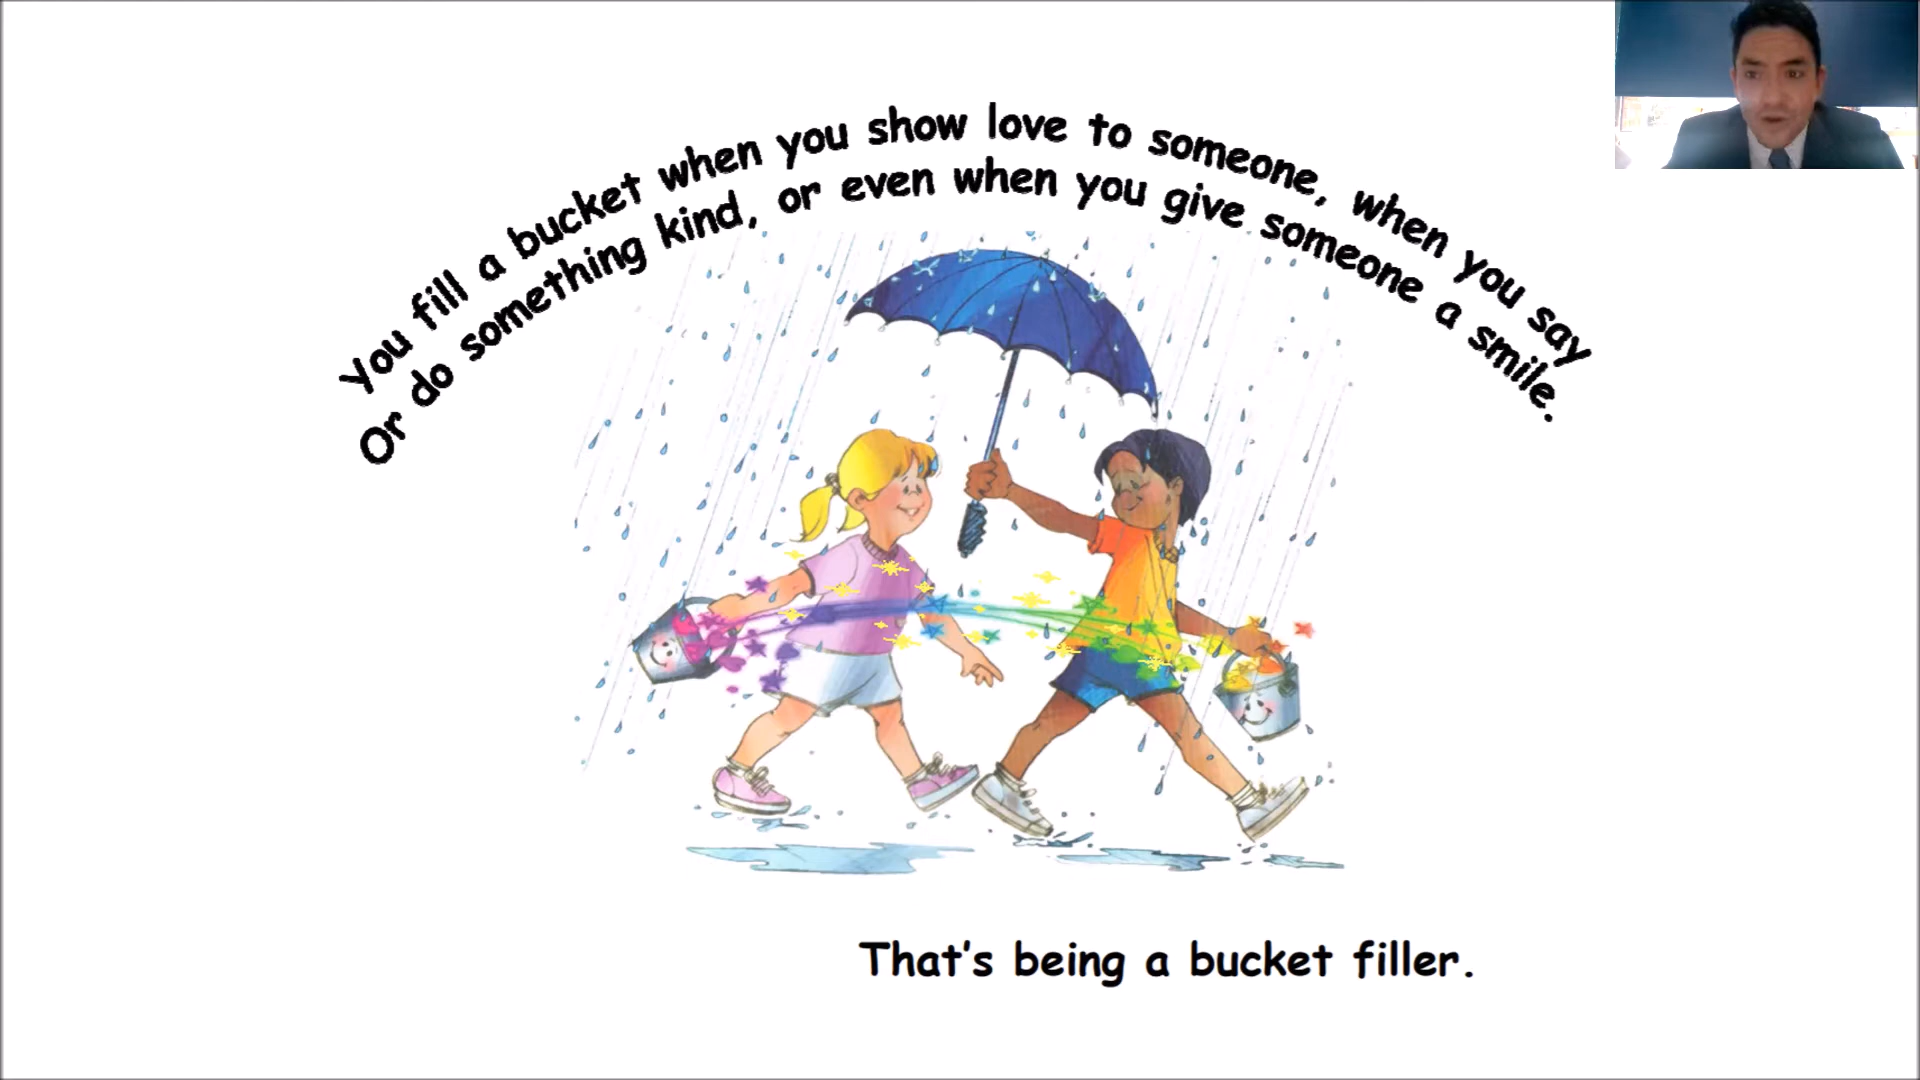 You fill a bucket when you show love to someone, when you say
Or do something kind, or even when you give someone a smile.
That's being a bucket filler.